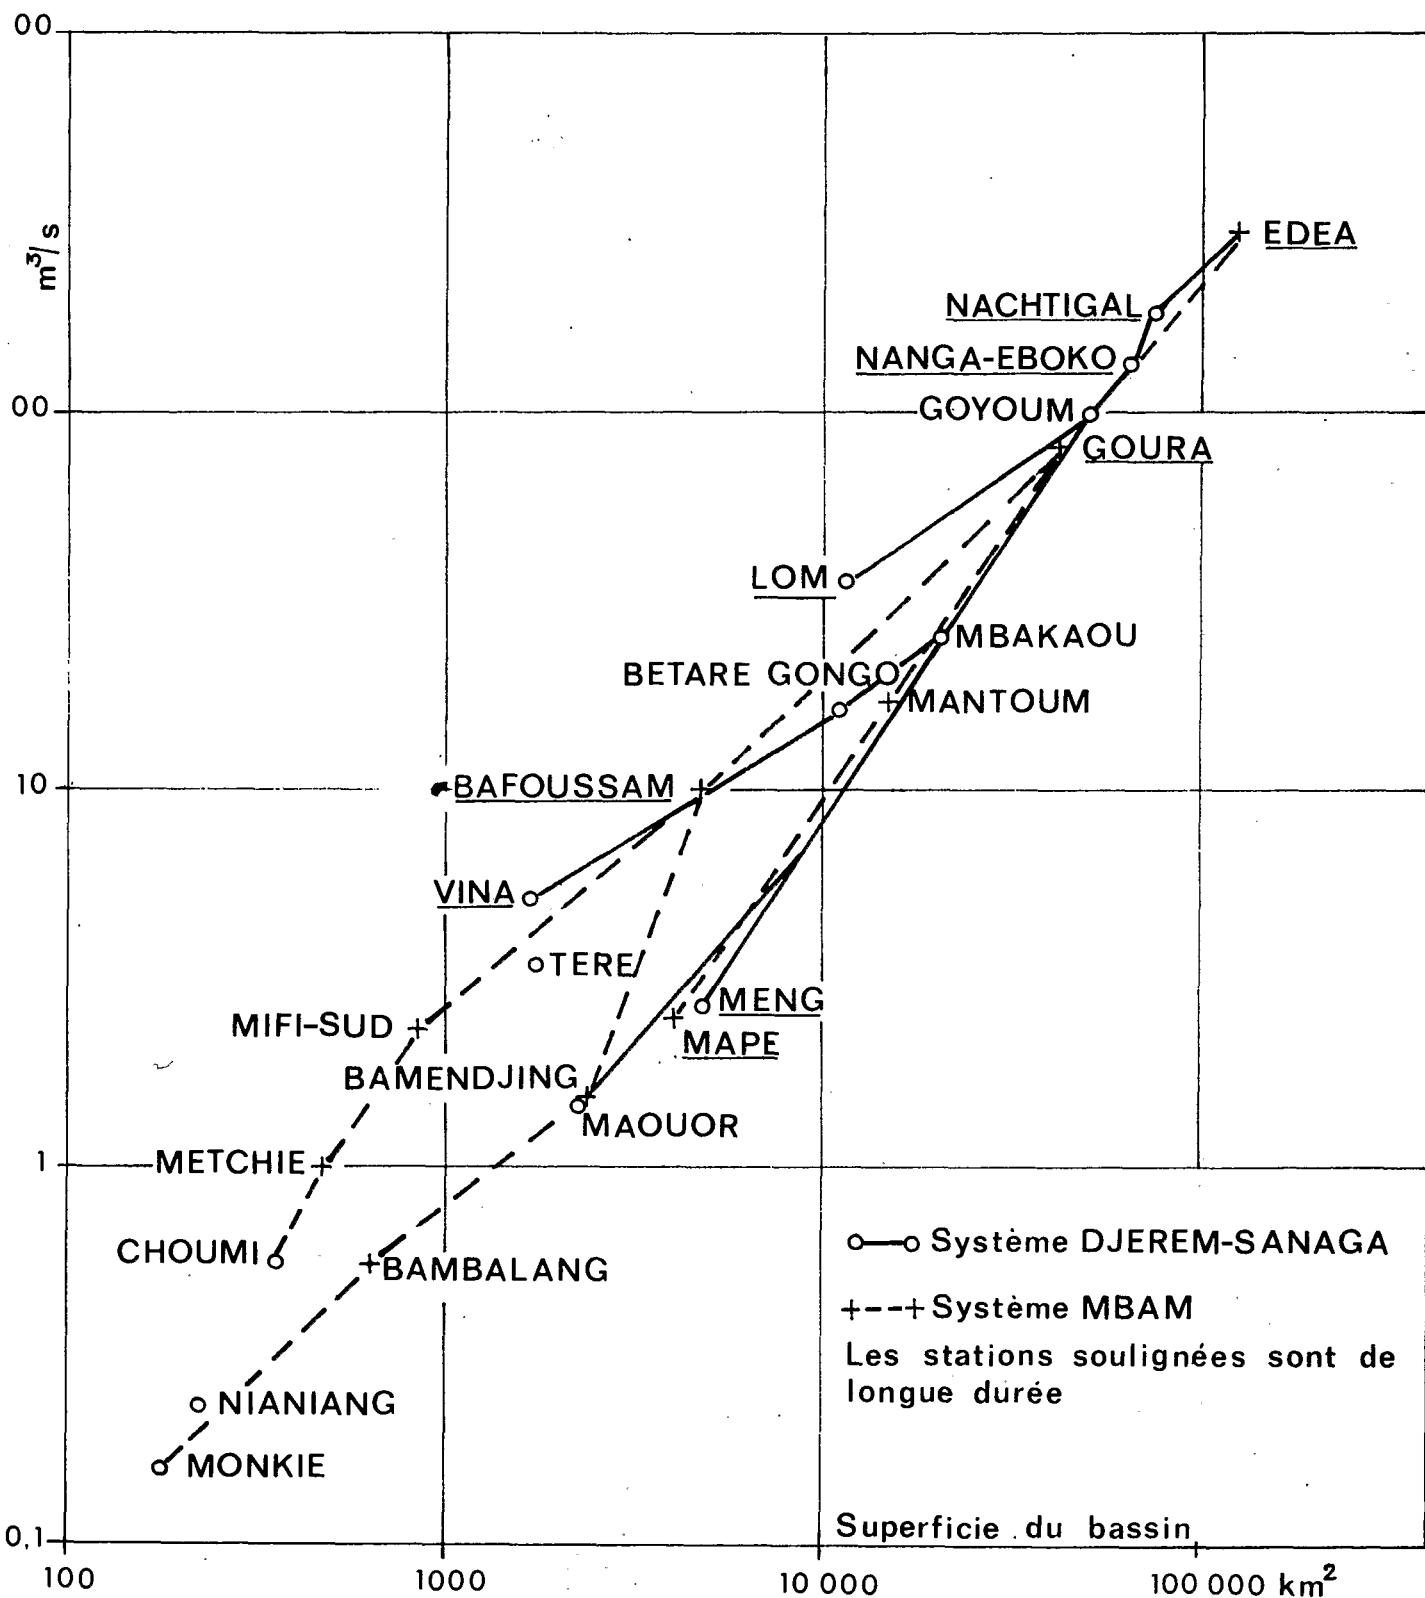 00
m³/s
EDEA
NACHTIGAL
NANGA-EBOKO
00
GOYOUM
GOURA
LOM
MBAKAOU
BETARE GONGO
MANTOUM
10
BAFOUSSAM
VINA
TERE
MENG
MIFI-SUD
MAPE
BAMENDJING
MAOUOR
1
METCHIE
CHOUMI
BAMBALANG
Système DJEREM-SANAGA
+--+ Système MBAM
Les stations soulignées sont de
longue durée
NIANIANG
MONKIE
Superficie du bassin
0,1
100
1000
10 000
100 000 km²